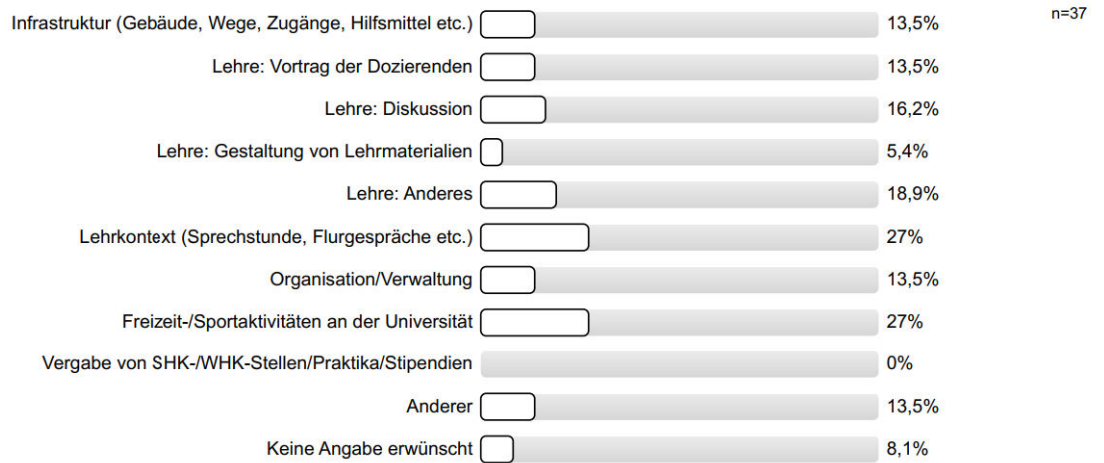 Infrastruktur (Gebäude, Wege, Zugänge, Hilfsmittel etc.) 13,5% n=37
Lehre: Vortrag der Dozierenden 13,5%
Lehre: Diskussion 16,2%
Lehre: Gestaltung von Lehrmaterialien 5,4%
Lehre: Anderes 18,9%
Lehrkontext (Sprechstunde, Flurgespräche etc.) 27%
Organisation/Verwaltung 13,5%
Freizeit-/Sportaktivitäten an der Universität 27%
Vergabe von SHK-/WHK-Stellen/Praktika/Stipendien 0%
Anderer 13,5%
Keine Angabe erwünscht 8,1%